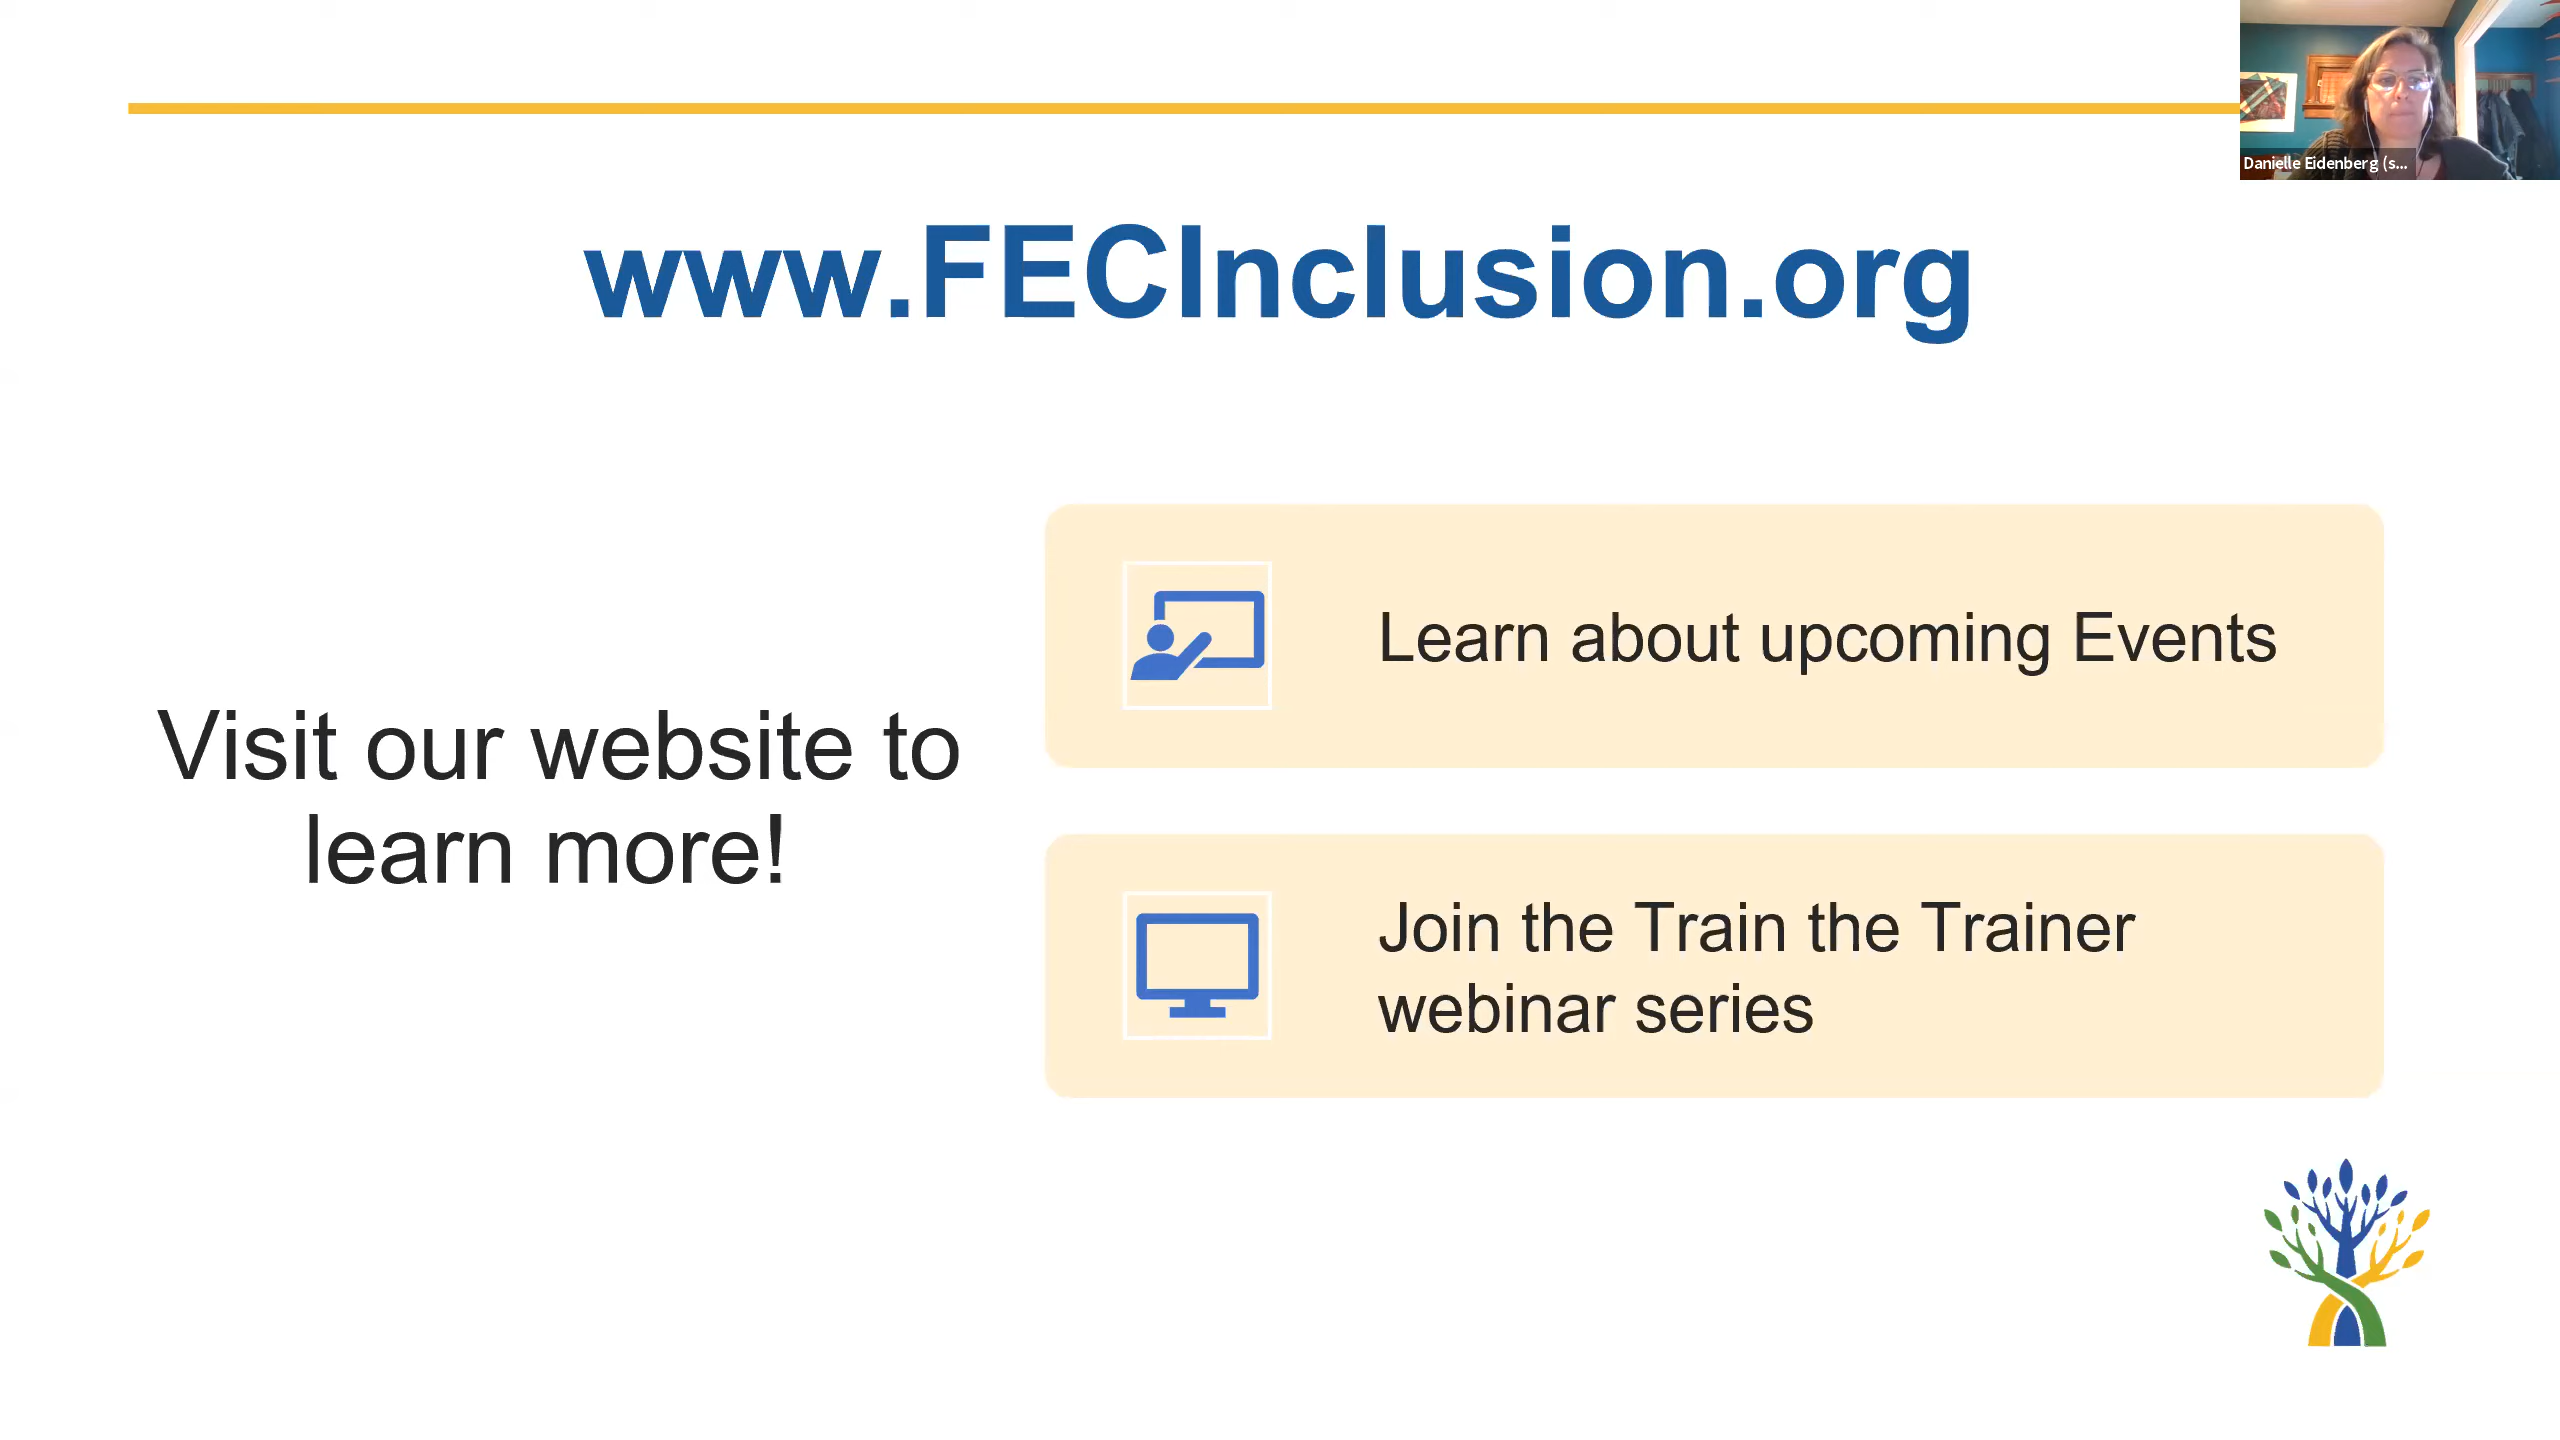 Danielle Eidenberg (s...
www.FECInclusion.org
Visit our website to
learn more!
Learn about upcoming Events
Join the Train the Trainer
webinar series